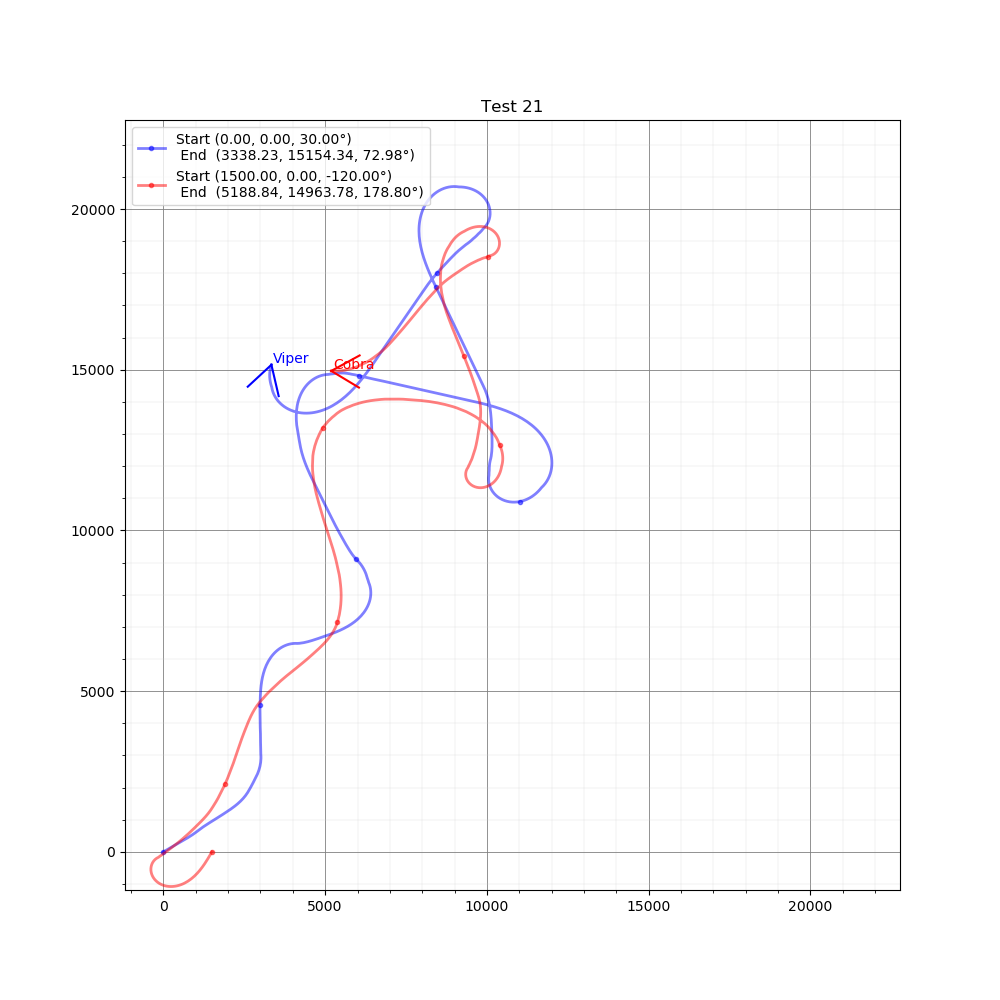 Test 21
Start (0.00, 0.00, 30.00°)
End (3338.23, 15154.34, 72.98°)
Start (1500.00, 0.00, -120.00°)
End (5188.84, 14963.78, 178.80°)
20000
15000
10000
5000
0
Viper
Cobra
0 5000 10000 15000 20000